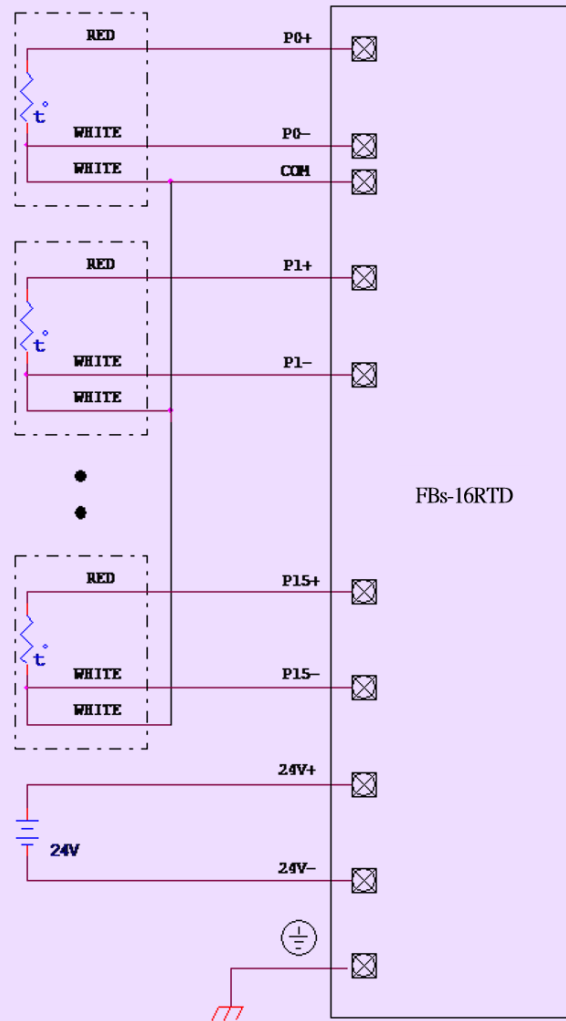 RED
P0+
t°
WHITE
P0-
WHITE
COM
RED
P1+
t°
WHITE
P1-
WHITE
FBs-16RTD
RED
P15+
t°
WHITE
P15-
WHITE
24V+
24V
24V-